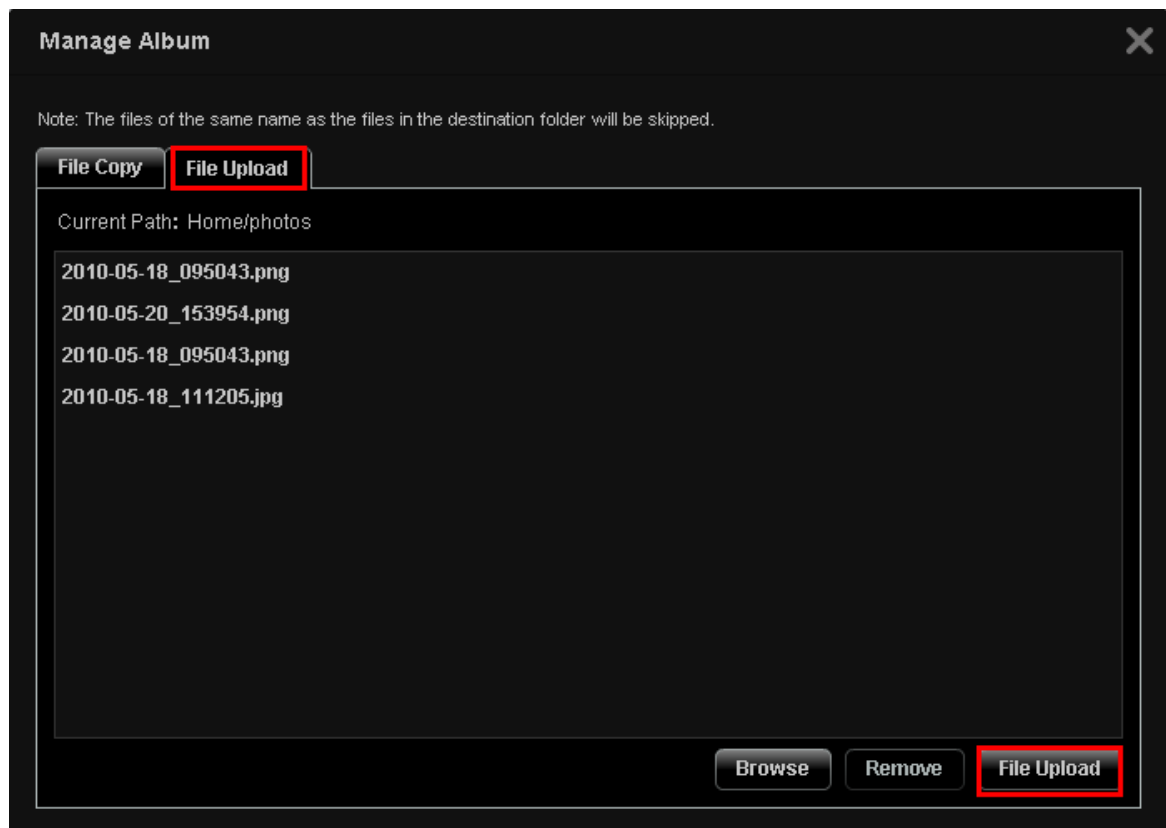 Manage Album
Note: The files of the same name as the files in the destination folder will be skipped.
File Copy File Upload
Current Path: Home/photos
2010-05-18_095043.png
2010-05-20_153954.png
2010-05-18_095043.png
2010-05-18_111205.jpg
Browse Remove File Upload